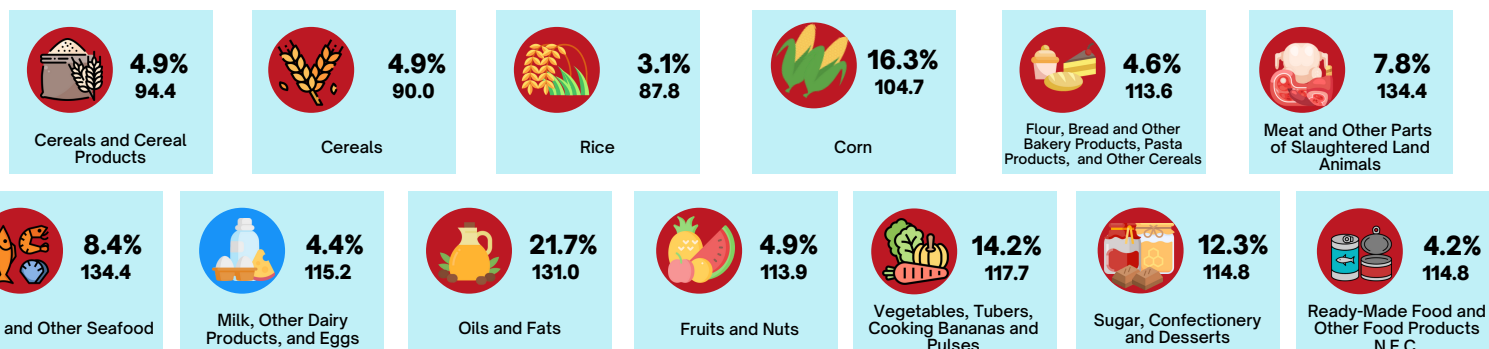 4.9%
94.4
Cereals and Cereal
Products
4.9%
90.0
Cereals
3.1%
87.8
Rice
16.3%
104.7
Corn
4.6%
113.6
Flour, Bread and Other
Bakery Products, Pasta
Products, and Other Cereals
7.8%
134.4
Meat and Other Parts
of Slaughtered Land
Animals
8.4%
134.4
and Other Seafood
4.4%
115.2
Milk, Other Dairy
Products, and Eggs
21.7%
131.0
Oils and Fats
4.9%
113.9
Fruits and Nuts
14.2%
117.7
Vegetables, Tubers,
Cooking Bananas and
Pulses
12.3%
114.8
Sugar, Confectionery
and Desserts
4.2%
114.8
Ready-Made Food and
Other Food Products
N.E.C